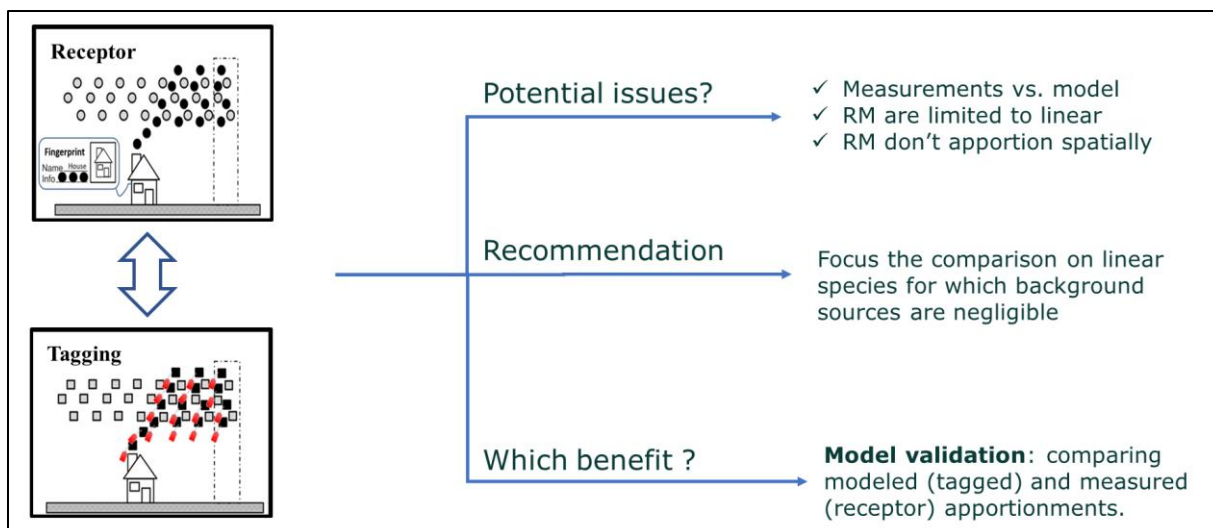 Receptor
Fingerprint
Name House
Info.
Tagging
Potential issues?
✓ Measurements vs. model
✓ RM are limited to linear
✓ RM don't apportion spatially
Recommendation
Focus the comparison on linear
species for which background
sources are negligible
Which benefit ?
Model validation: comparing
modeled (tagged) and measured
(receptor) apportionments.